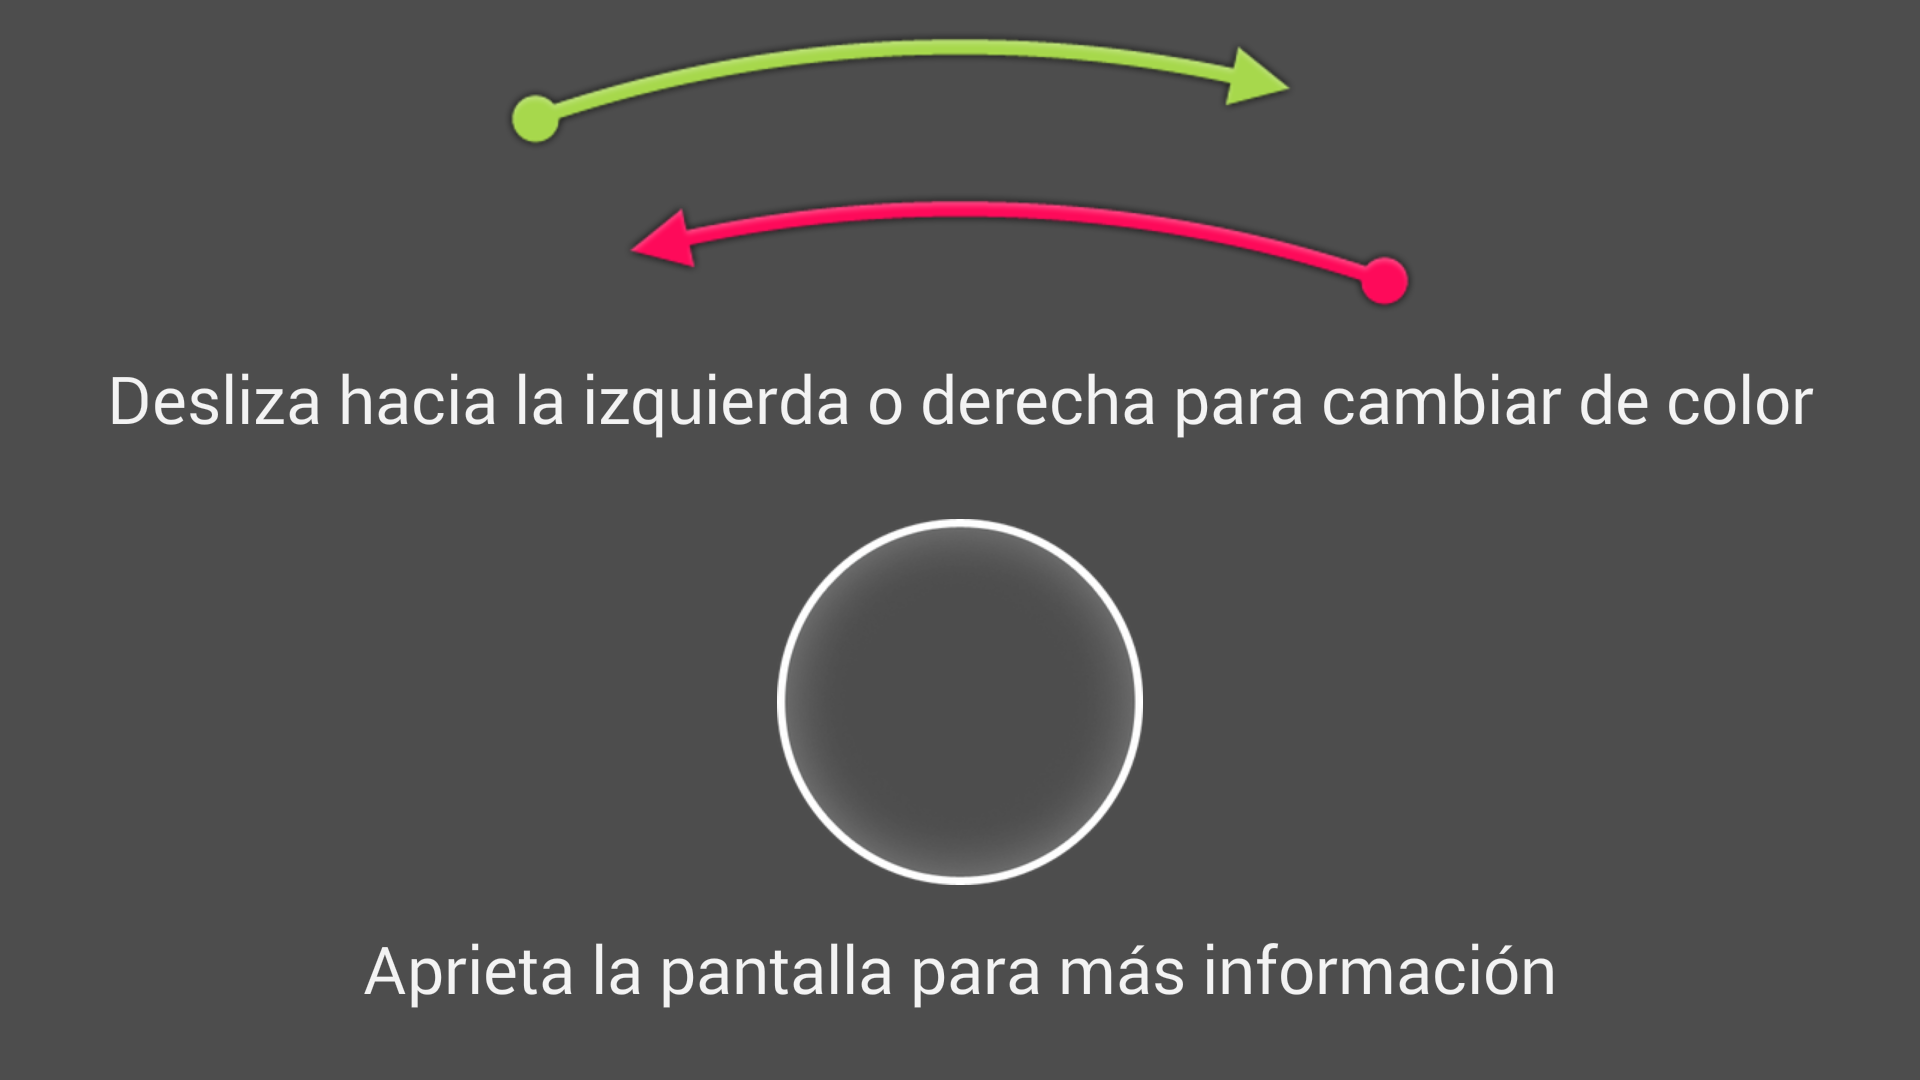 Desliza hacia la izquierda o derecha para cambiar de color
Aprieta la pantalla para más información